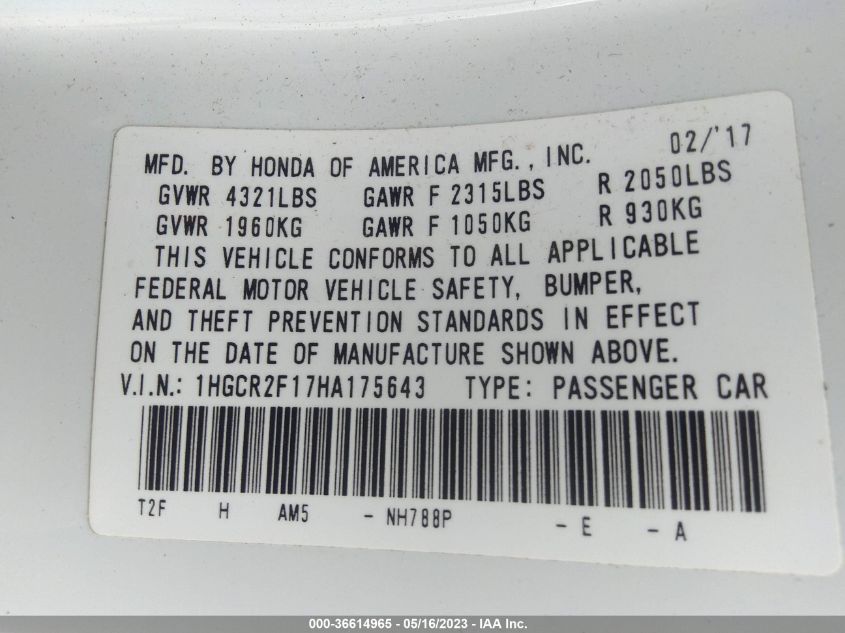 MFD. BY HONDA OF AMERICA MFG., INC. 02/'17
GVWR 4321LBS GAWR F 2315LBS R 2050LBS
GVWR 1960KG GAWR F 1050KG R 930KG
THIS VEHICLE CONFORMS TO ALL APPLICABLE
FEDERAL MOTOR VEHICLE SAFETY, BUMPER,
AND THEFT PREVENTION STANDARDS IN EFFECT
ON THE DATE OF MANUFACTURE SHOWN ABOVE.
V.I.N.: 1HGCR2F17HA175643 TYPE: PASSENGER CAR
T2F H AM5 - NH788P - E - A
000-36614965 - 05/16/2023 - IAA Inc.